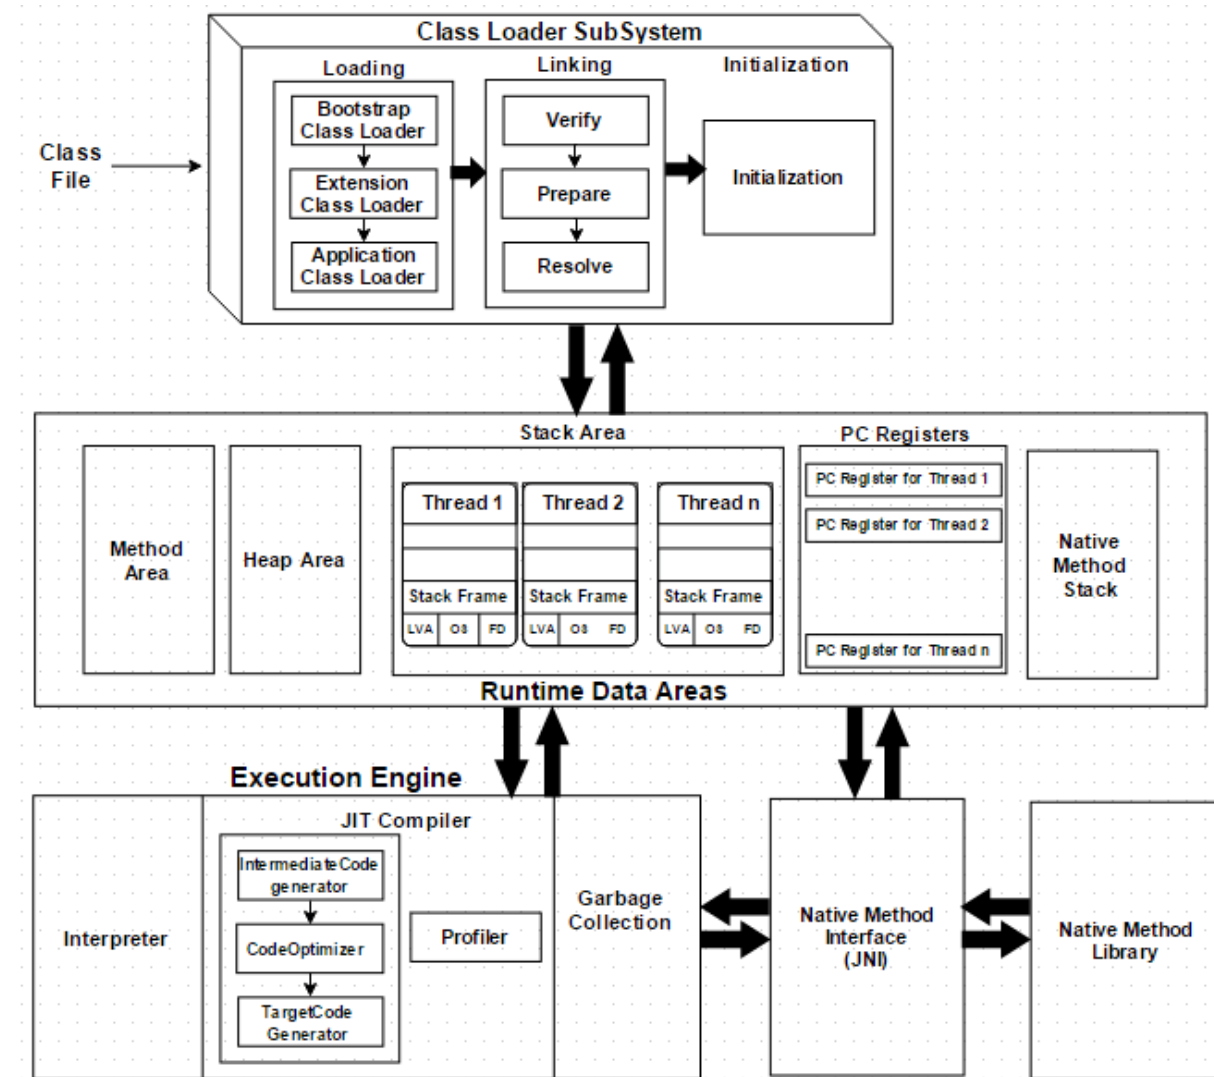 Class Loader SubSystem
Loading
Linking
Initialization
Bootstrap
Class Loader
Extension
Class Loader
Application
Class Loader
Verify
Prepare
Resolve
Initialization
Class
File
Stack Area
PC Registers
Method
Area
Heap Area
Thread 1
Stack Frame
LVA OS FD
Thread 2
Stack Frame
LVA OS FD
Thread n
Stack Frame
LVA OS FD
PC Register for Thread 1
PC Register for Thread 2
PC Register for Thread n
Native
Method
Stack
Runtime Data Areas
Execution Engine
Interpreter
JIT Compiler
IntermediateCode
generator
CodeOptimizer
TargetCode
Generator
Profiler
Garbage
Collection
Native Method
Interface
(JNI)
Native Method
Library